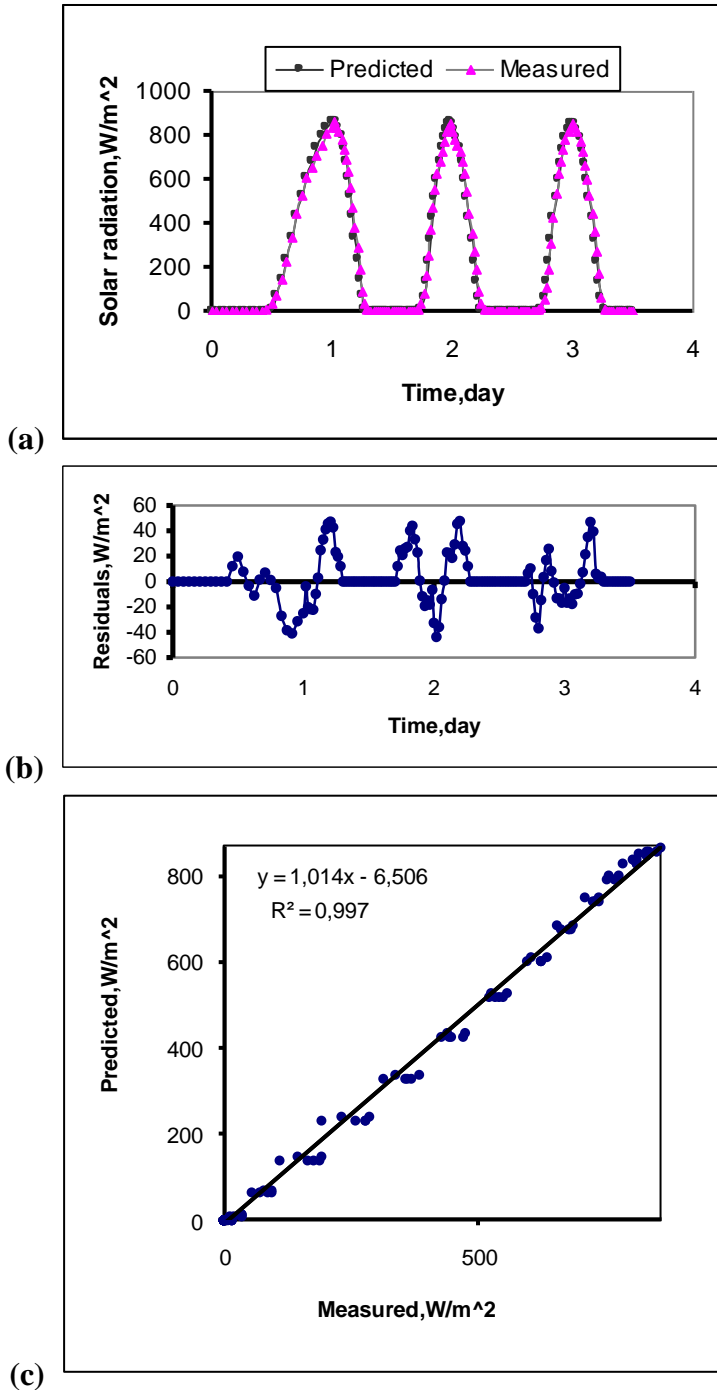 Predicted Measured
Solar radiation,W/m^2
1000
800
600
400
200
0
0 1 2 3 4
Time,day
(a)
Residuals,W/m^2
60
40
20
0
-20
-40
-60
0 1 2 3 4
Time,day
(b)
y = 1,014x - 6,506
R² = 0,997
Predicted,W/m^2
800
600
400
200
0
0 500
Measured,W/m^2
(c)